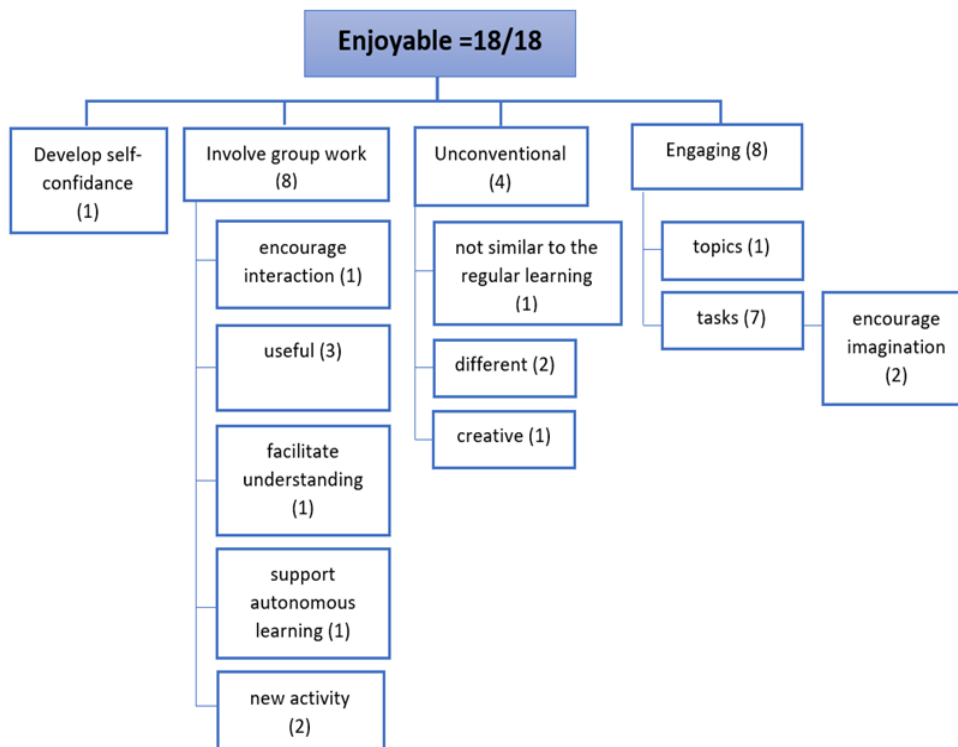 Enjoyable =18/18
Develop self-
confidance
(1)
Involve group work
(8)
encourage
interaction (1)
useful (3)
facilitate
understanding
(1)
support
autonomous
learning (1)
new activity
(2)
Unconventional
(4)
not similar to the
regular learning
(1)
different (2)
creative (1)
Engaging (8)
topics (1)
tasks (7)
encourage
imagination
(2)